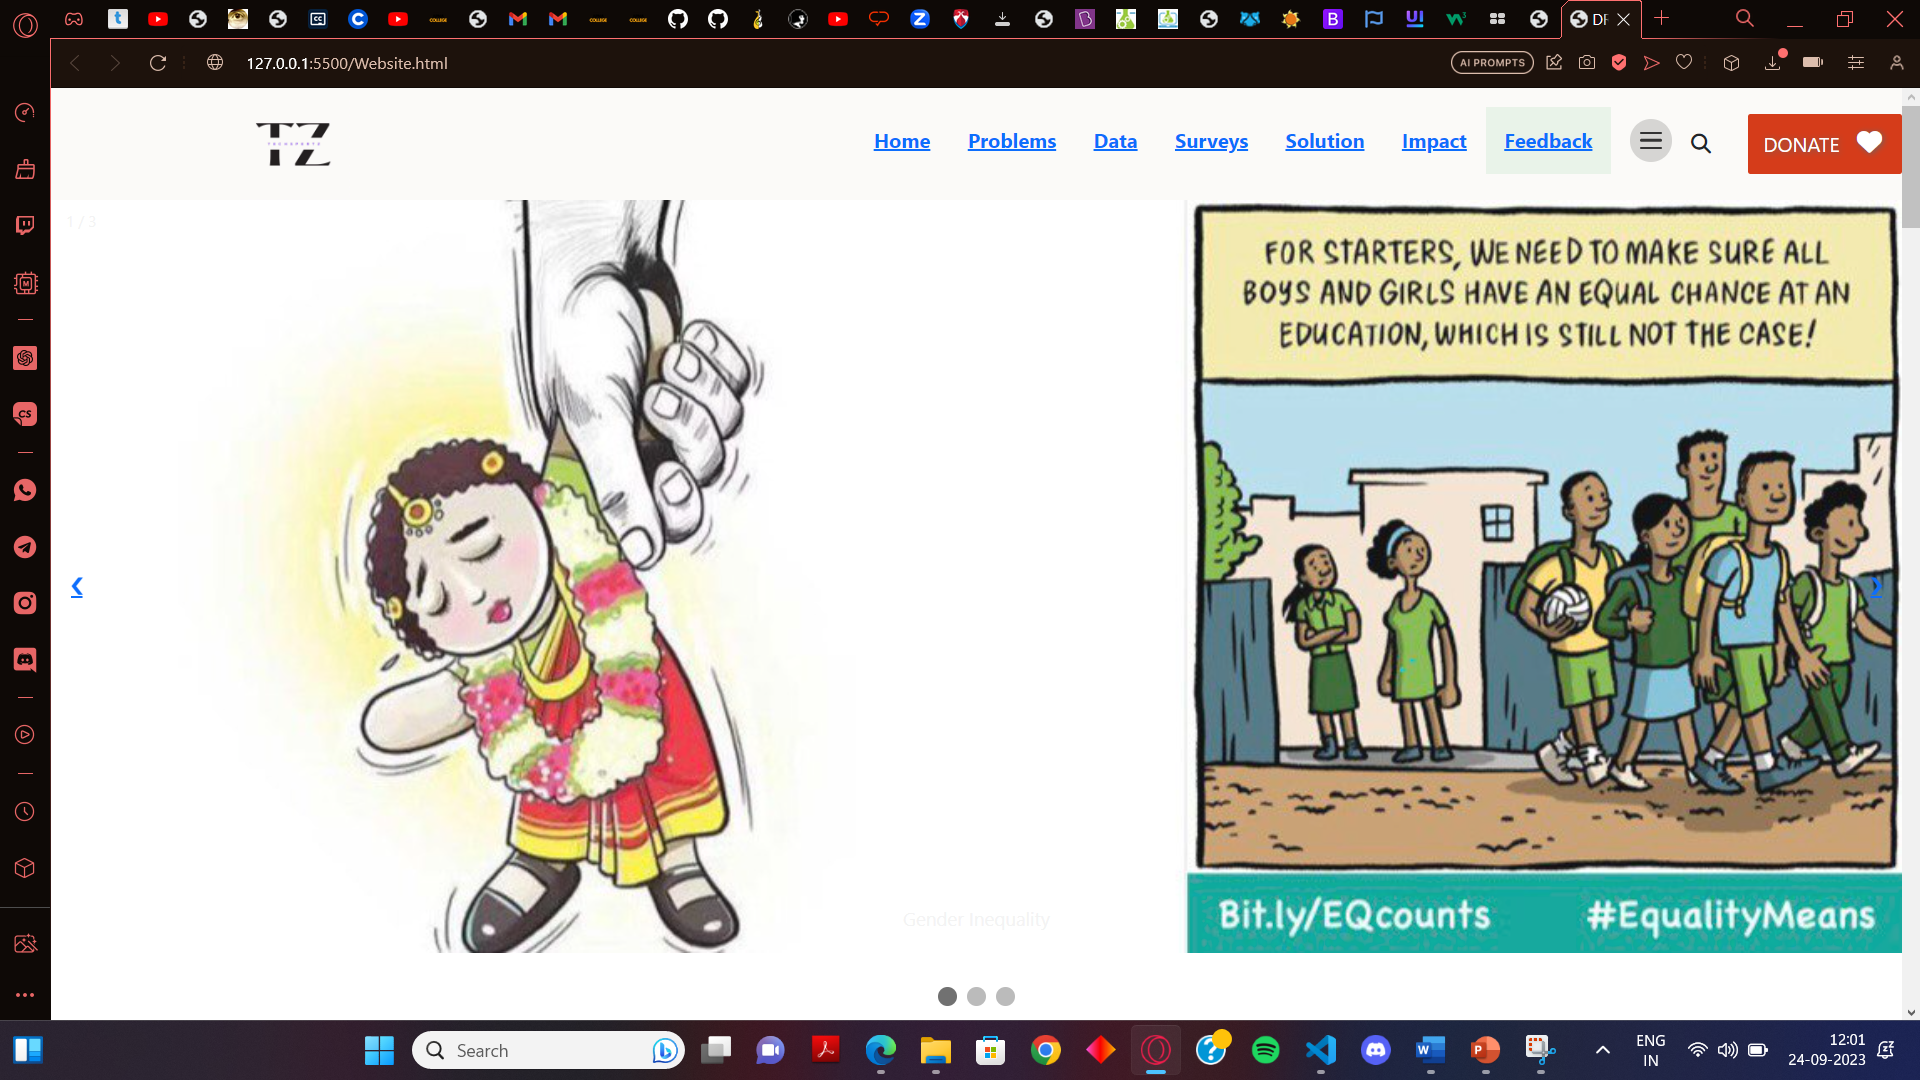 DF
127.0.0.1:5500/Website.html
AI PROMPTS
TZ
Home
Problems
Data
Surveys
Solution
Impact
Feedback
DONATE
1 / 3
FOR STARTERS, WE NEED TO MAKE SURE ALL
BOYS AND GIRLS HAVE AN EQUAL CHANCE AT AN
EDUCATION, WHICH IS STILL NOT THE CASE!
❮
❯
Gender Inequality
Bit.ly/EQcounts
#EqualityMeans
Search
ENG
IN
12:01
24-09-2023